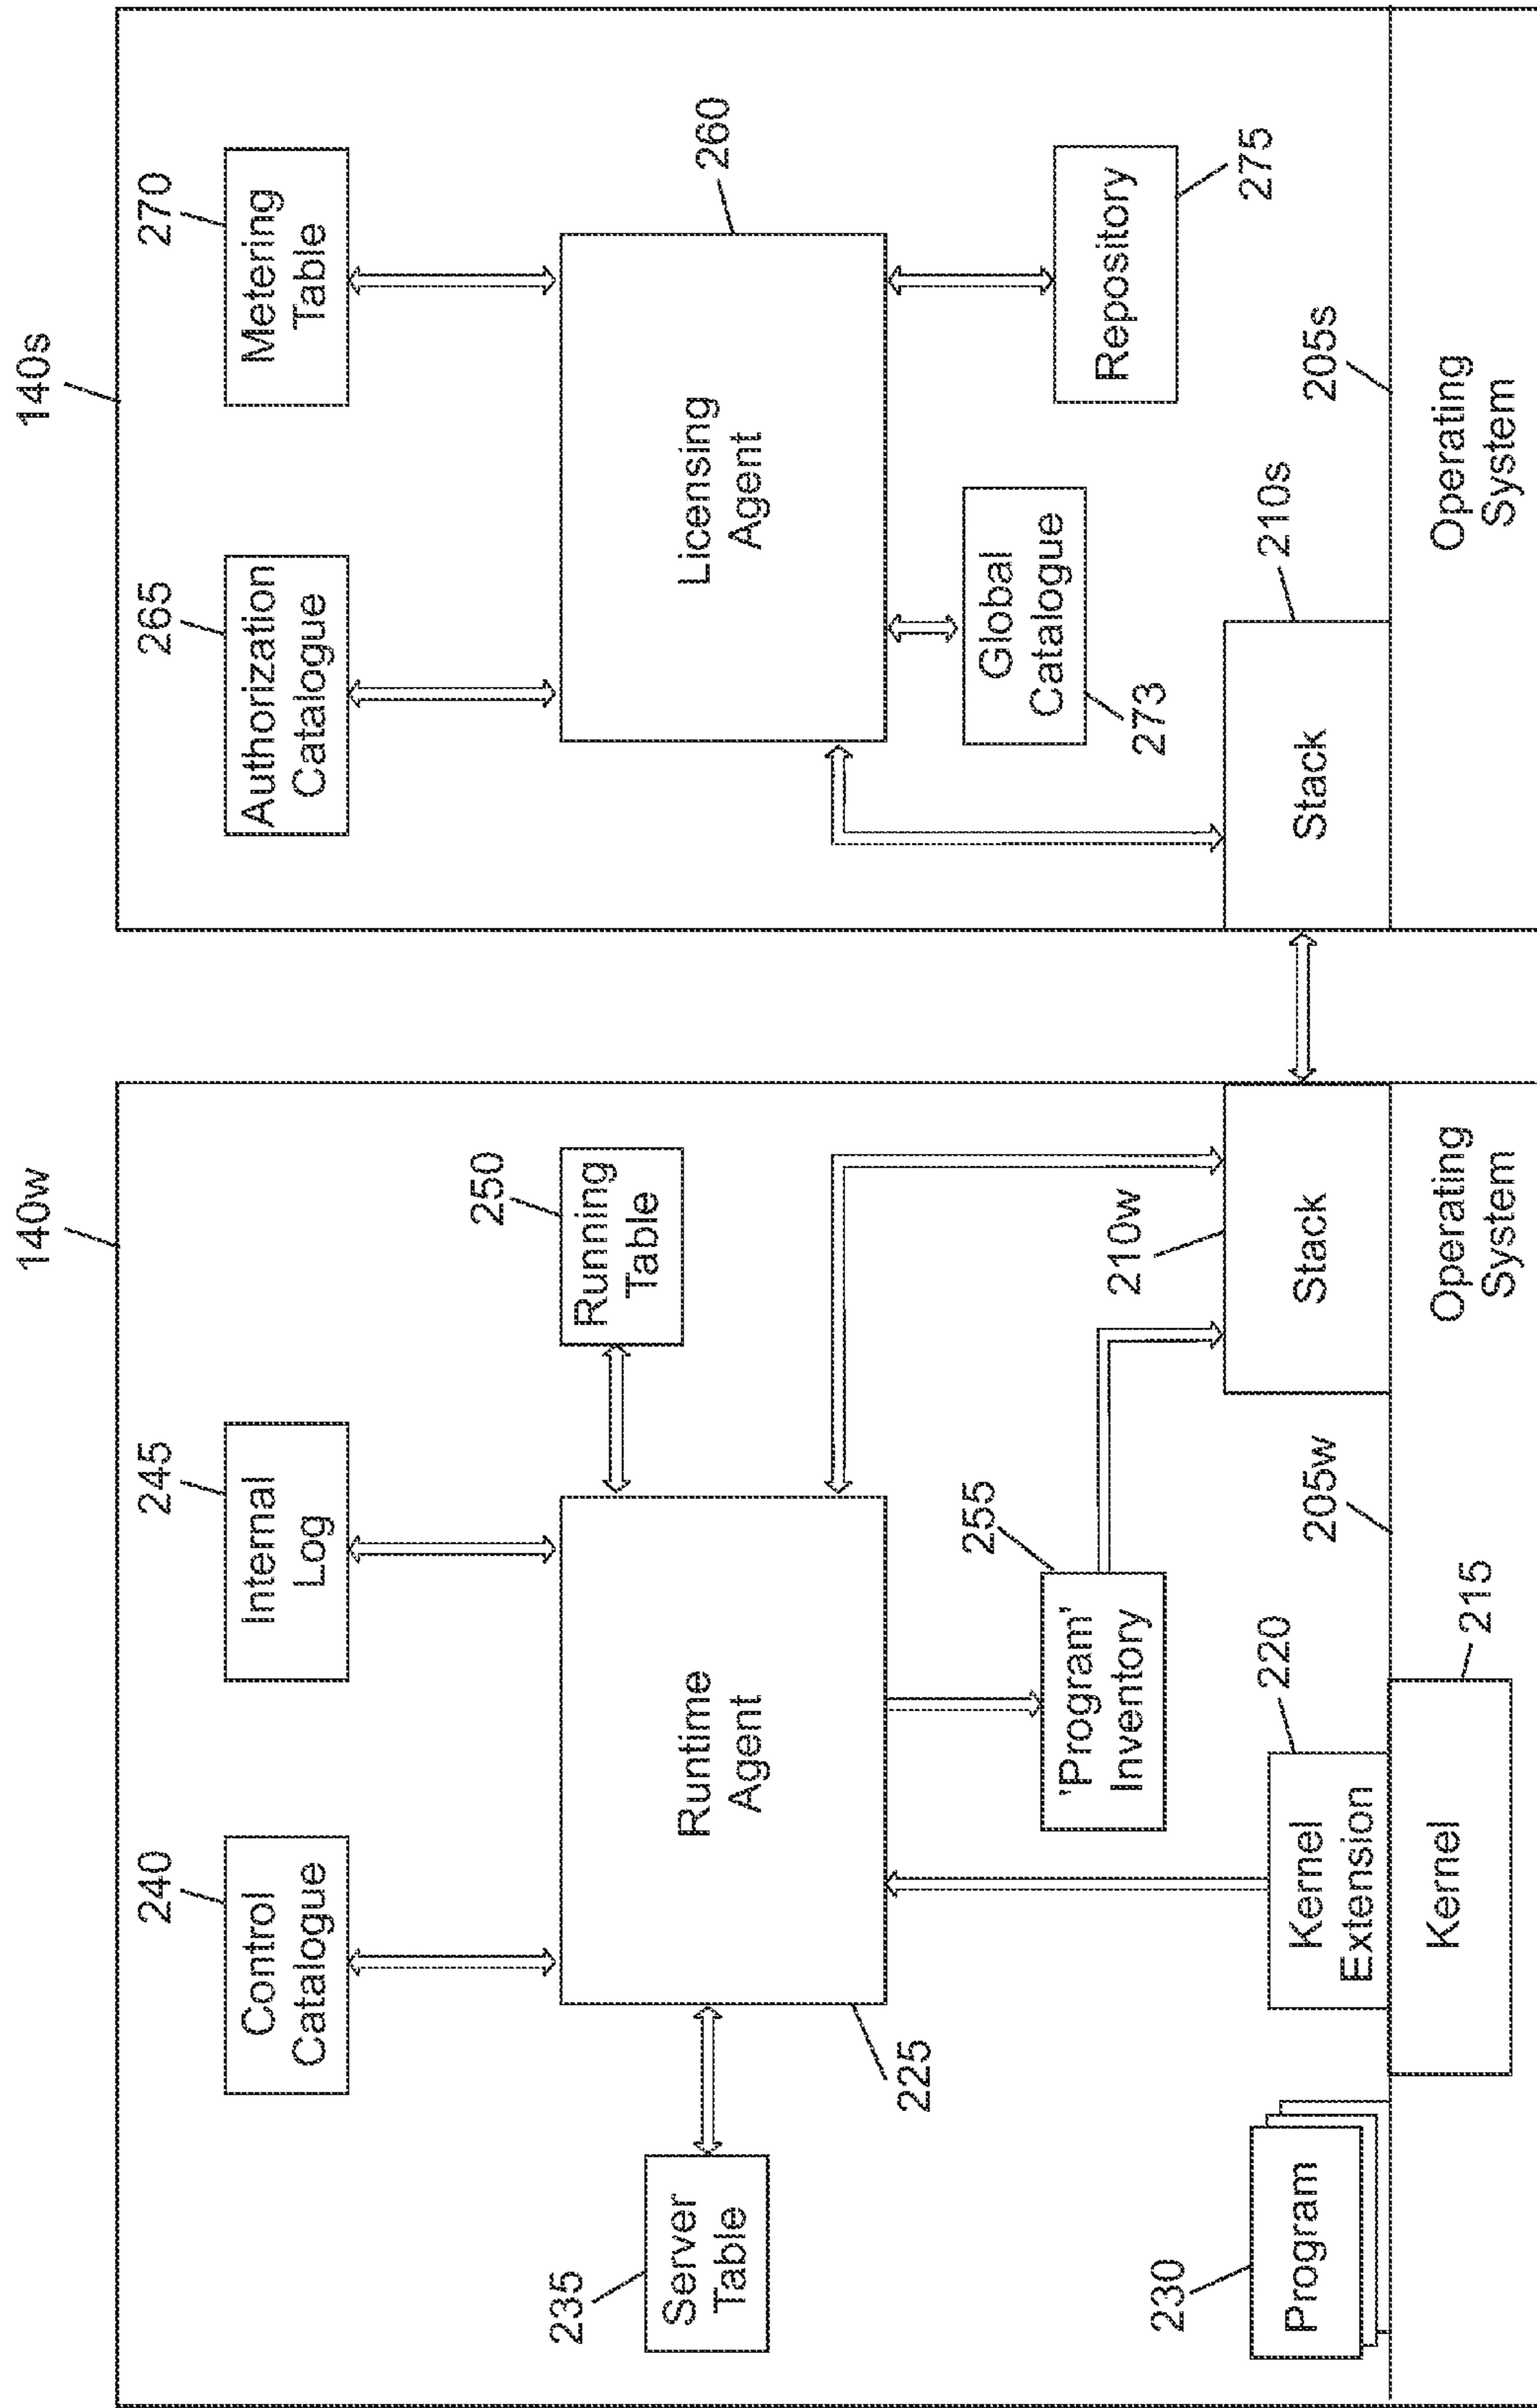 140w
140s
240
245
265
270
Control
Catalogue
Internal
Log
Authorization
Catalogue
Metering
Table
250
Running
Table
235
Server
Table
Runtime
Agent
225
Licensing
Agent
260
255
'Program'
Inventory
Global
Catalogue
273
Repository
275
210w
210s
230
Program
220
Kernel
Extension
205w
Stack
Stack
205s
Kernel
215
Operating
System
Operating
System